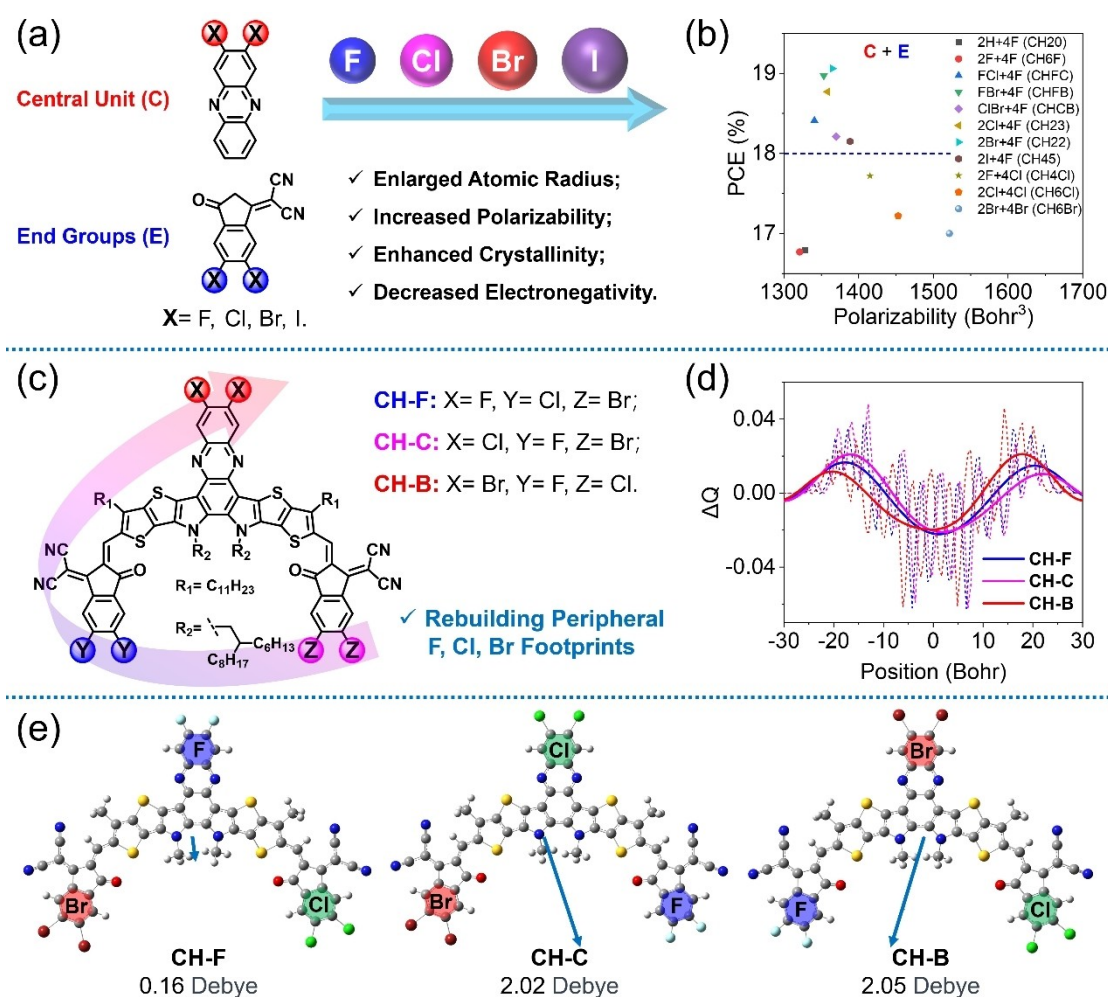 (a)
X X
Central Unit (C)
N N
F Cl Br I
O CN
CN
End Groups (E)
X X
X= F, Cl, Br, I.
✓ Enlarged Atomic Radius;
✓ Increased Polarizability;
✓ Enhanced Crystallinity;
✓ Decreased Electronegativity.
(b)
C + E
2H+4F (CH20)
2F+4F (CH6F)
FCl+4F (CHFC)
FBr+4F (CHFB)
ClBr+4F (CHCB)
2Cl+4F (CH23)
2Br+4F (CH22)
2I+4F (CH45)
2F+4Cl (CH4Cl)
2Cl+4Cl (CH6Cl)
2Br+4Br (CH6Br)
PCE (%)
19
18
17
1300 1400 1500 1600 1700
Polarizability (Bohr³)
(c)
X X
N N
R₁ S S S S R₁
N N
R₂ R₂
NC CN
O O
CN
CN
Y Y
Z Z
R₁= C₁₁H₂₃
R₂=
C₆H₁₃
C₈H₁₇
CH-F: X= F, Y= Cl, Z= Br;
CH-C: X= Cl, Y= F, Z= Br;
CH-B: X= Br, Y= F, Z= Cl.
✓ Rebuilding Peripheral
F, Cl, Br Footprints
(d)
ΔQ
0.04
0.00
-0.04
CH-F
CH-C
CH-B
-30 -20 -10 0 10 20 30
Position (Bohr)
(e)
F Cl Br
Br Cl Br F F Cl
CH-F CH-C CH-B
0.16 Debye 2.02 Debye 2.05 Debye